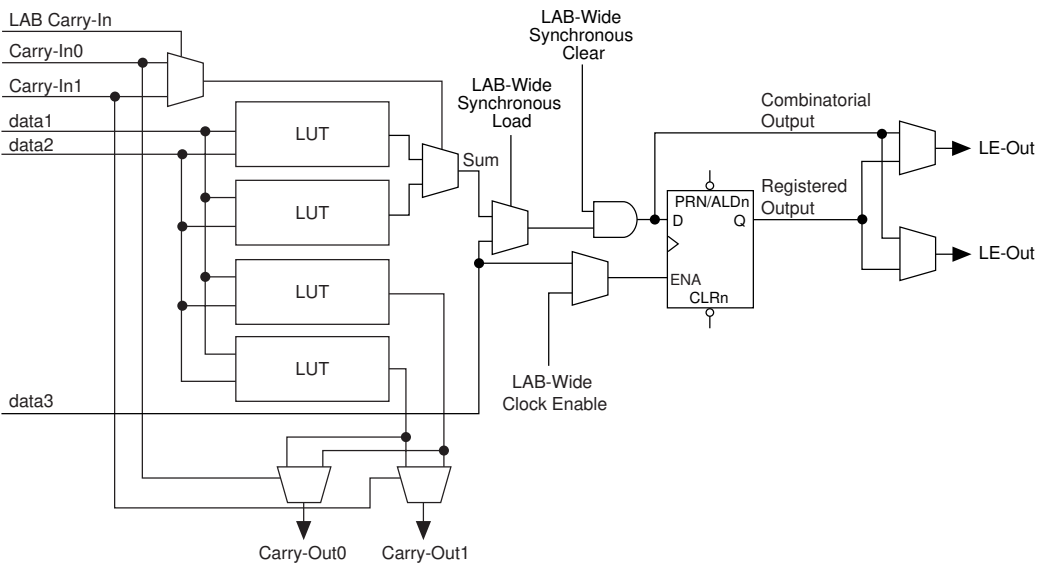 LAB Carry-In
Carry-In0
Carry-In1
data1
data2
LUT
LUT
LUT
LUT
data3
Sum
LAB-Wide
Synchronous
Load
LAB-Wide
Synchronous
Clear
LAB-Wide
Clock Enable
PRN/ALDn
D
Q
ENA
CLRn
Combinatorial
Output
Registered
Output
LE-Out
LE-Out
Carry-Out0
Carry-Out1